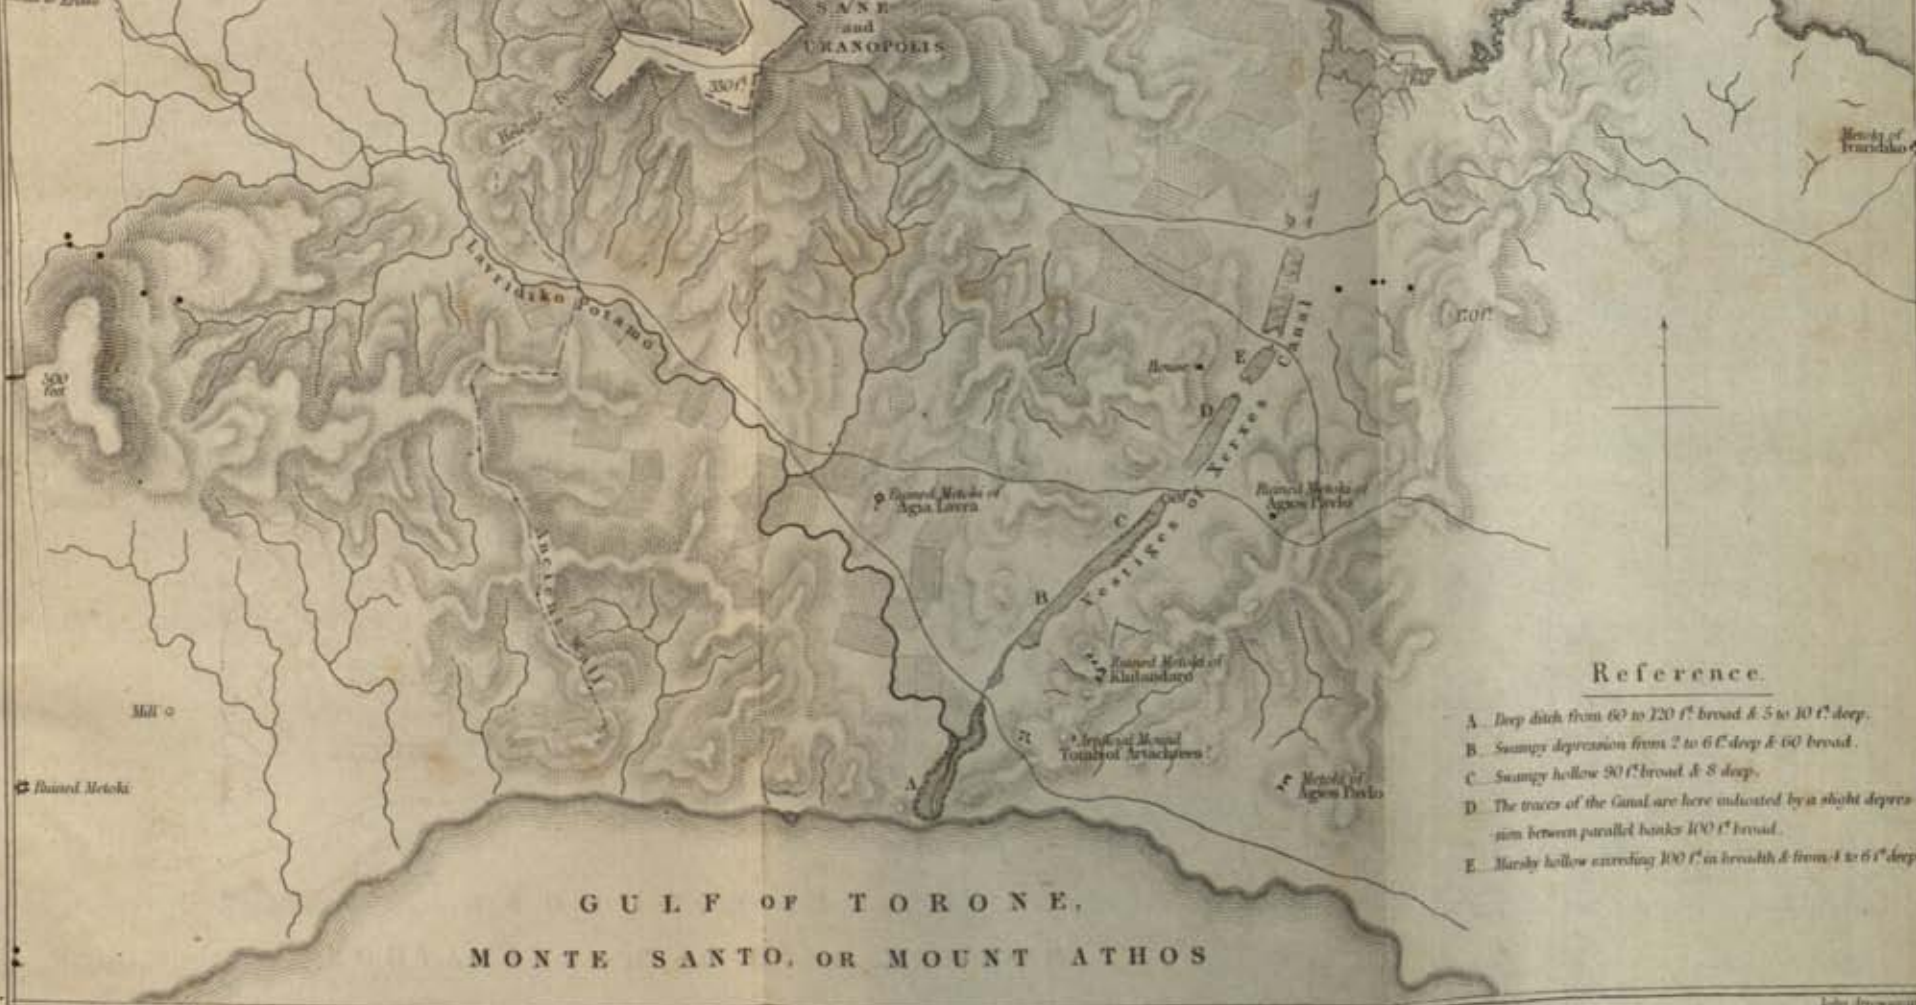 SANE
and
URANOPOLIS
330 ft
Metoki of
Lavridiko Potamo
500
feet
Canal
E
House
D
Vestiges of Xerxes
Ruined Metoki of
Agia Lavra
Ruined Metoki of
Agios Pavlo
C
Ancient Wall
B
Ruined Metoki of
Khilandaro
Reference.
A Deep ditch from 60 to 120 ft. broad & 5 to 10 ft. deep.
B Swampy depression from 2 to 6 ft. deep & 60 broad.
C Swampy hollow 90 ft. broad & 8 deep.
D The traces of the Canal are here indicated by a slight depres-
sion between parallel banks 100 ft. broad.
E Marshy hollow exceeding 100 ft. in breadth & from 4 to 6 ft. deep
Mill
Artificial Mound
Tomb of Artachæes?
A
Ruined Metoki
Metoki of
Agios Pavlo
GULF OF TORONE,
MONTE SANTO, OR MOUNT ATHOS